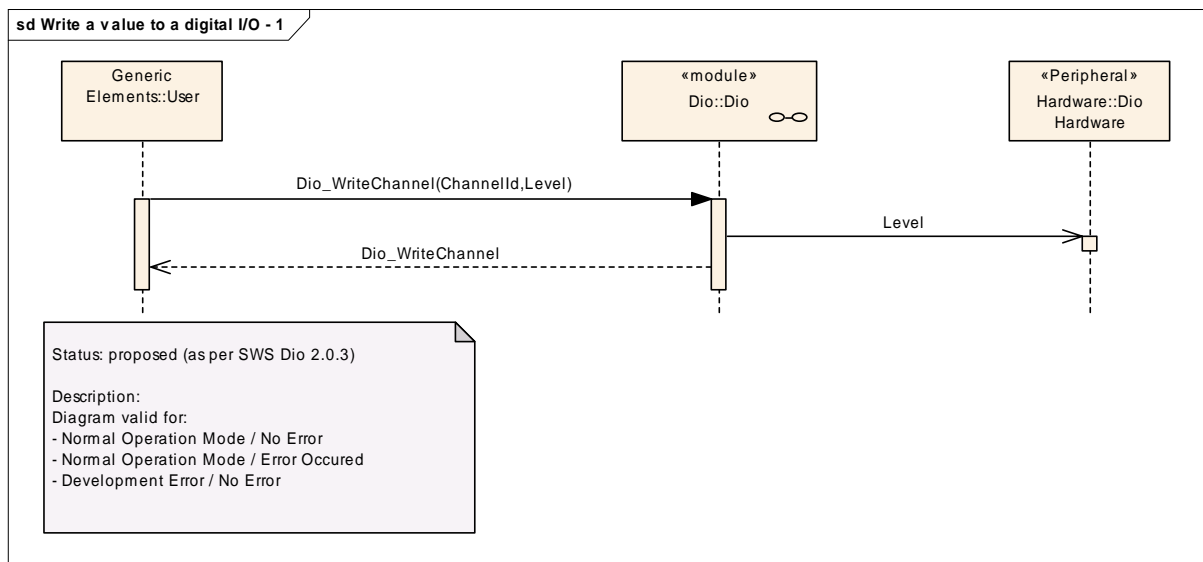 sd Write a value to a digital I/O - 1
Generic
Elements::User
«module»
Dio::Dio
«Peripheral»
Hardware::Dio
Hardware
Dio_WriteChannel(ChannelId,Level)
Level
Dio_WriteChannel
Status: proposed (as per SWS Dio 2.0.3)
Description:
Diagram valid for:
- Normal Operation Mode / No Error
- Normal Operation Mode / Error Occured
- Development Error / No Error